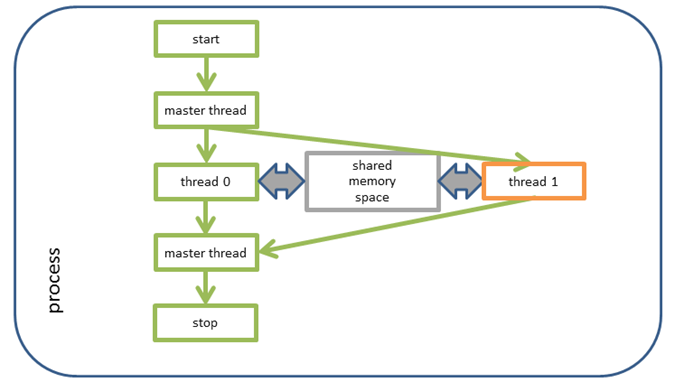 start
master thread
thread 0
shared
memory
space
thread 1
master thread
stop
process